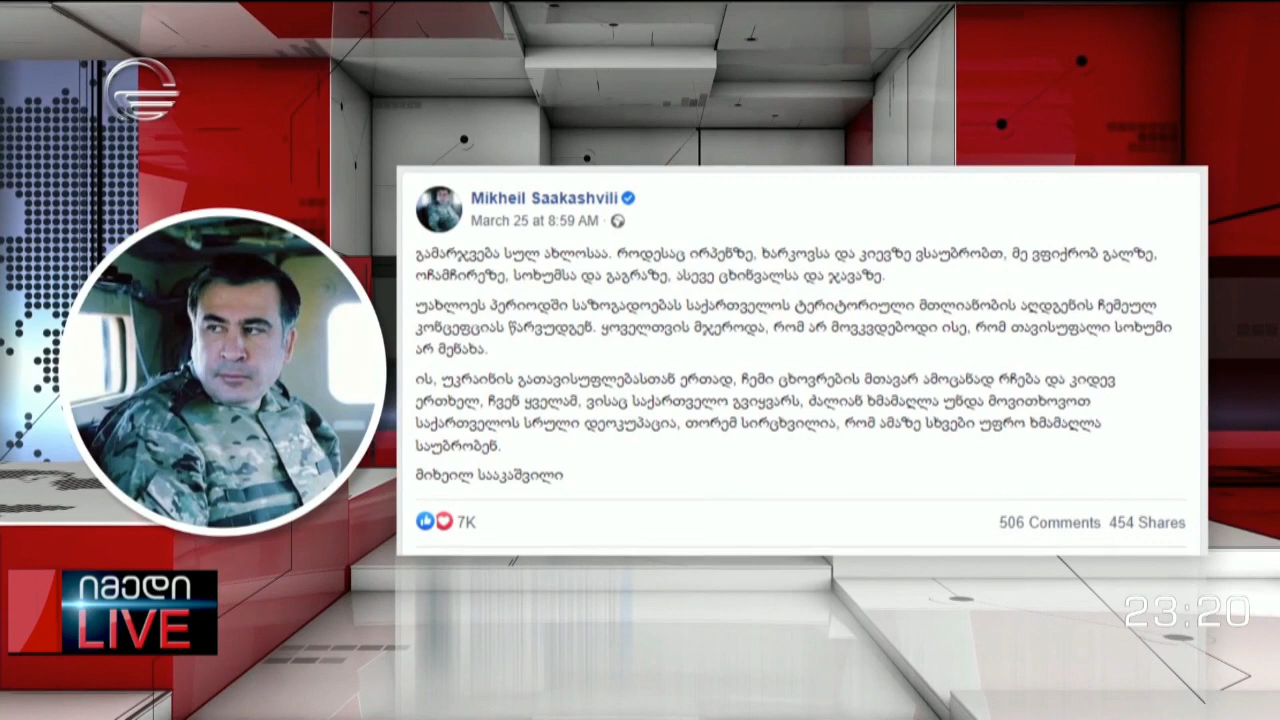 Mikheil Saakashvili
March 25 at 8:59 AM ·
გამარჯვება სულ ახლოსაა. როდესაც ირპენზე, ხარკოვსა და კიევზე ვსაუბრობთ, მე ვფიქრობ გალზე,
ოჩამჩირეზე, სოხუმსა და გაგრაზე, ასევე ცხინვალსა და ჯავაზე.
უახლოეს პერიოდში საზოგადოებას საქართველოს ტერიტორიული მთლიანობის აღდგენის ჩემეულ
კონცეფციას წარვუდგენ. ყოველთვის მჯეროდა, რომ არ მოვკვდებოდი ისე, რომ თავისუფალი სოხუმი
არ მენახა.
ის, უკრაინის გათავისუფლებასთან ერთად, ჩემი ცხოვრების მთავარ ამოცანად რჩება და კიდევ
ერთხელ, ჩვენ ყველამ, ვისაც საქართველო გვიყვარს, ძალიან ხმამაღლა უნდა მოვითხოვოთ
საქართველოს სრული დეოკუპაცია, თორემ სირცხვილია, რომ ამაზე სხვები უფრო ხმამაღლა
საუბრობენ.
მიხეილ სააკაშვილი
7K
506 Comments 454 Shares
იმედი
LIVE
23:20